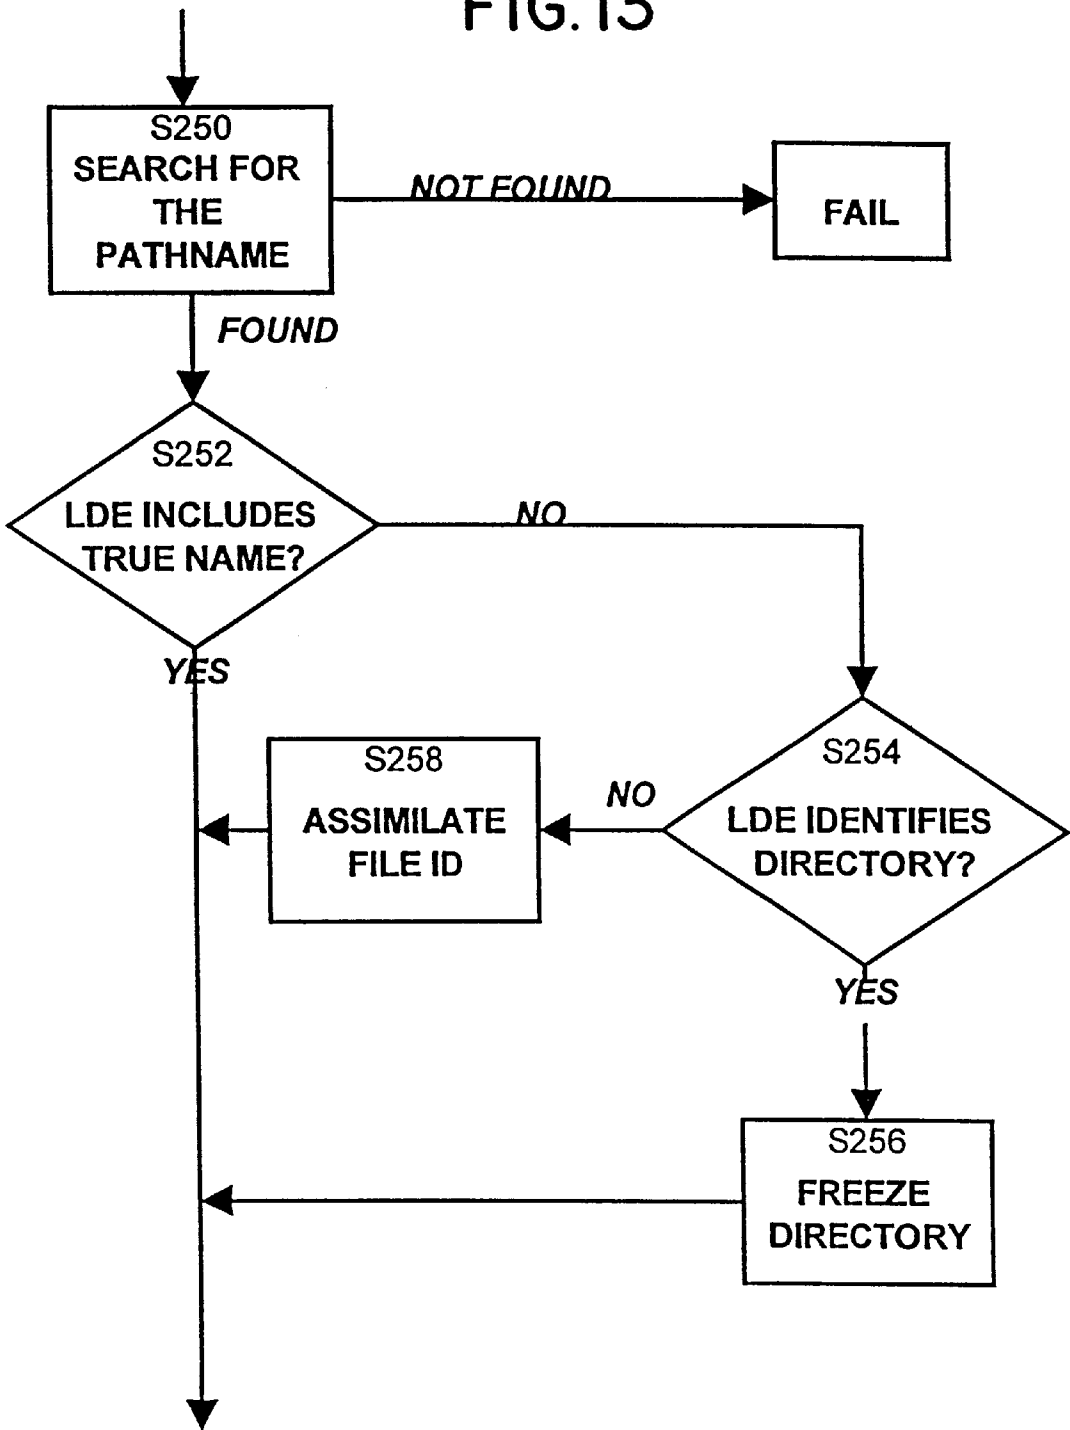 FIG. 13
S250
SEARCH FOR
THE
PATHNAME
NOT FOUND
FAIL
FOUND
S252
LDE INCLUDES
TRUE NAME?
NO
YES
S254
LDE IDENTIFIES
DIRECTORY?
NO
S258
ASSIMILATE
FILE ID
YES
S256
FREEZE
DIRECTORY